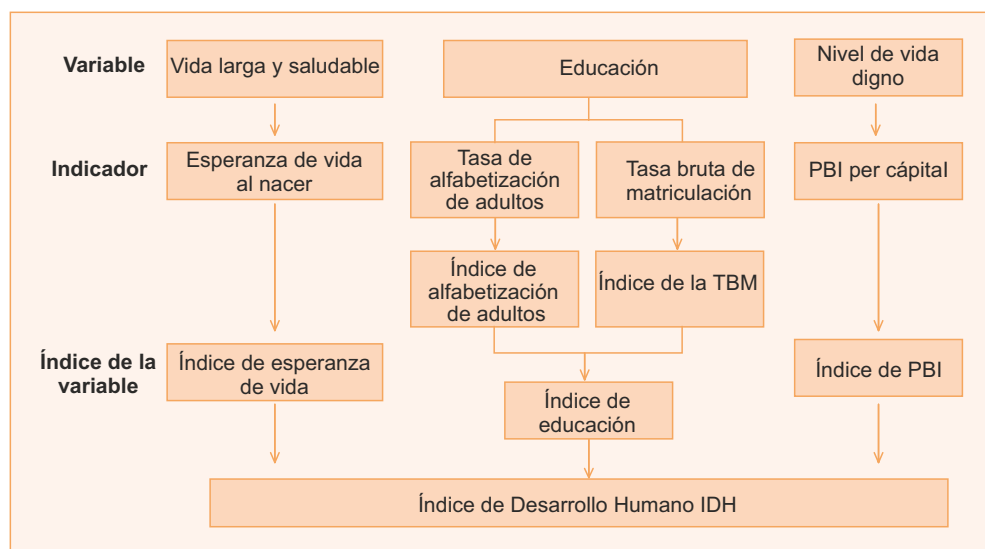 Variable
Vida larga y saludable
Educación
Nivel de vida
digno
Indicador
Esperanza de vida
al nacer
Tasa de
alfabetización
de adultos
Tasa bruta de
matriculación
PBI per cápital
Índice de
alfabetización
de adultos
Índice de la TBM
Índice de la
variable
Índice de esperanza
de vida
Índice de
educación
Índice de PBI
Índice de Desarrollo Humano IDH